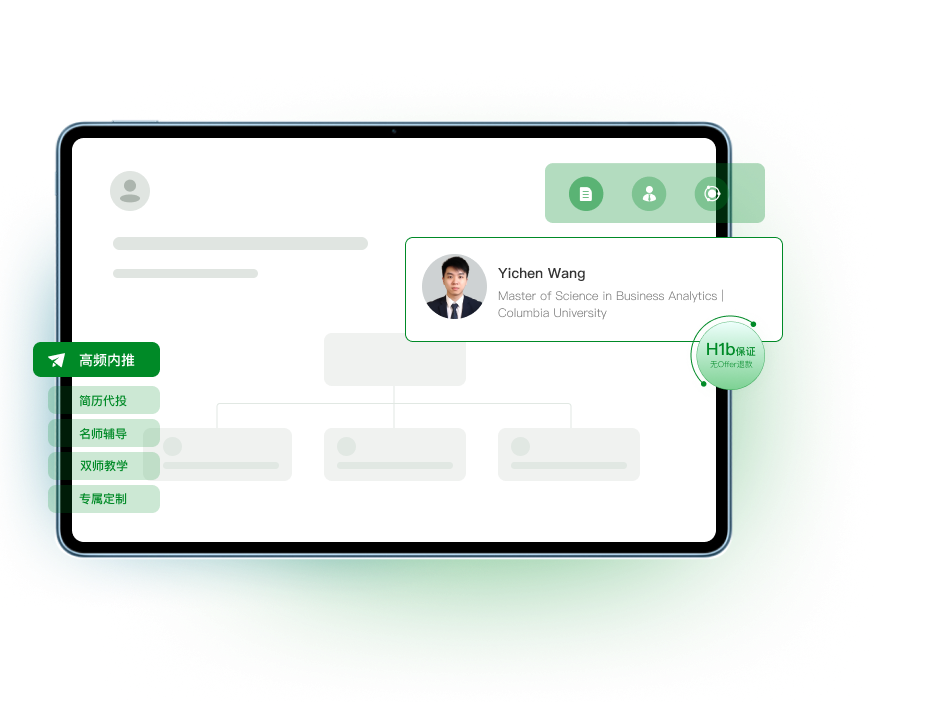 Yichen Wang
Master of Science in Business Analytics |
Columbia University
H1b保证
无Offer退款
高频内推
简历代投
名师辅导
双师教学
专属定制